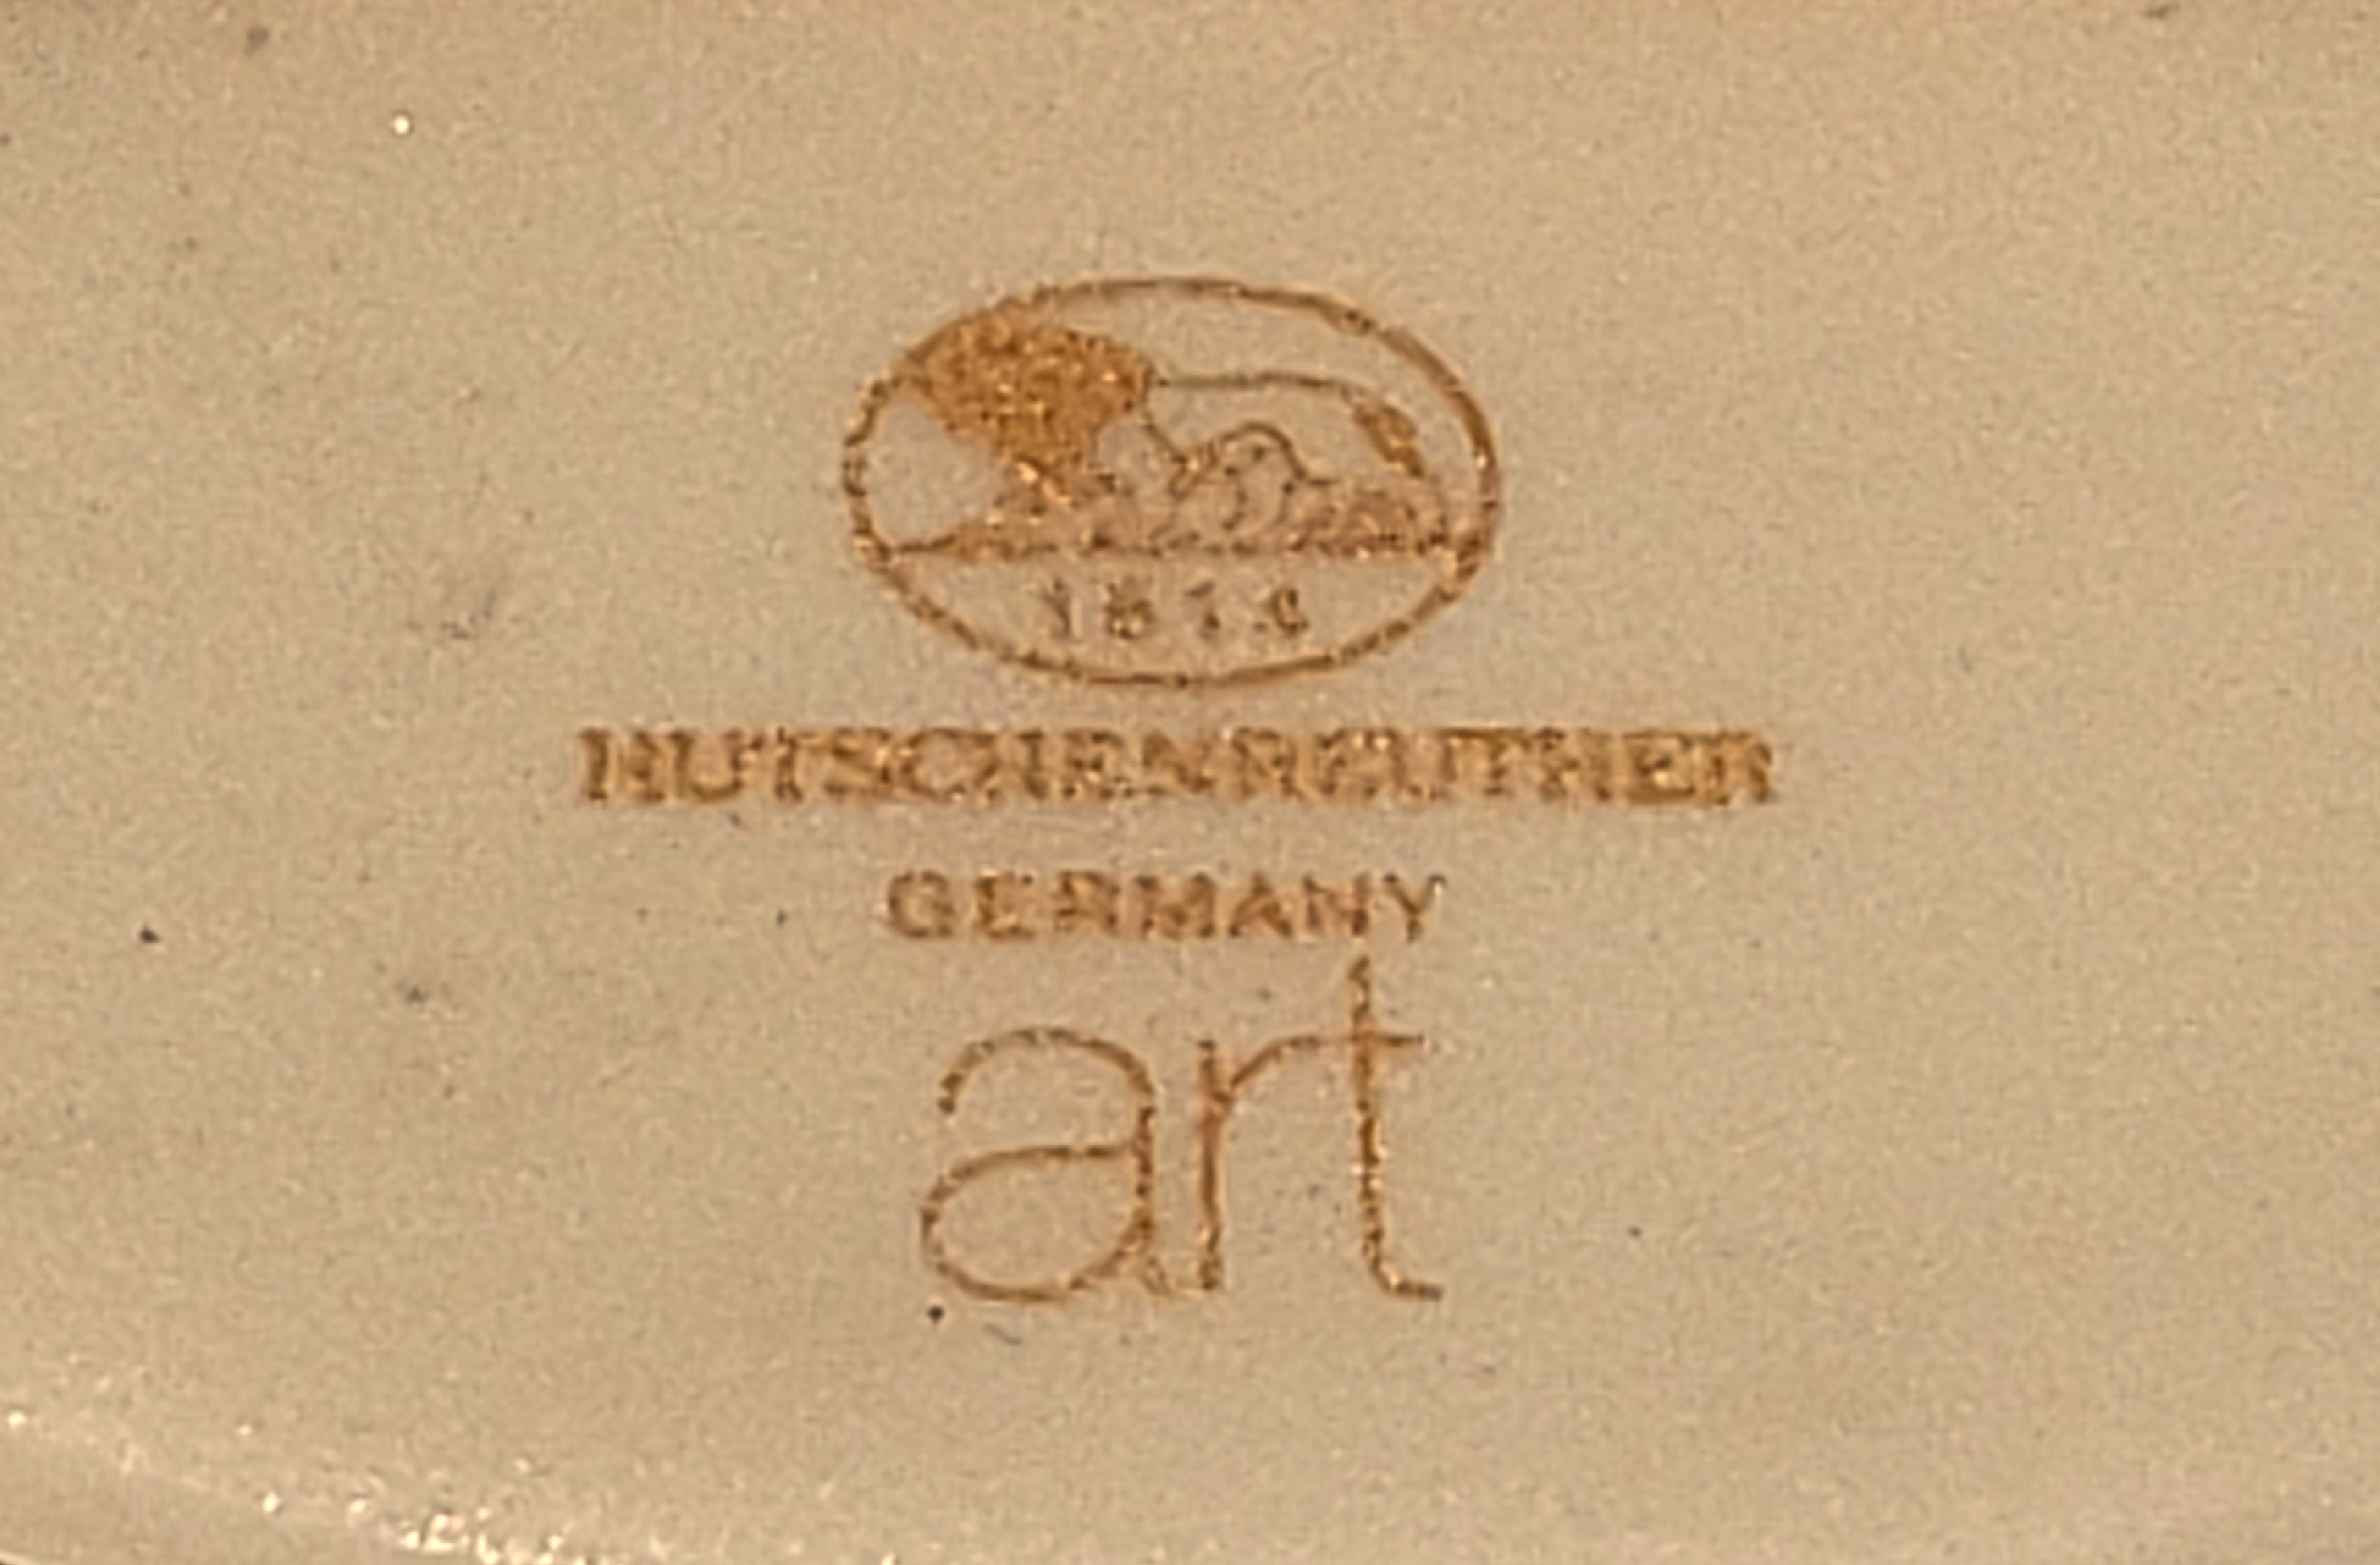 1814
HUTSCHENREUTHER
GERMANY
art